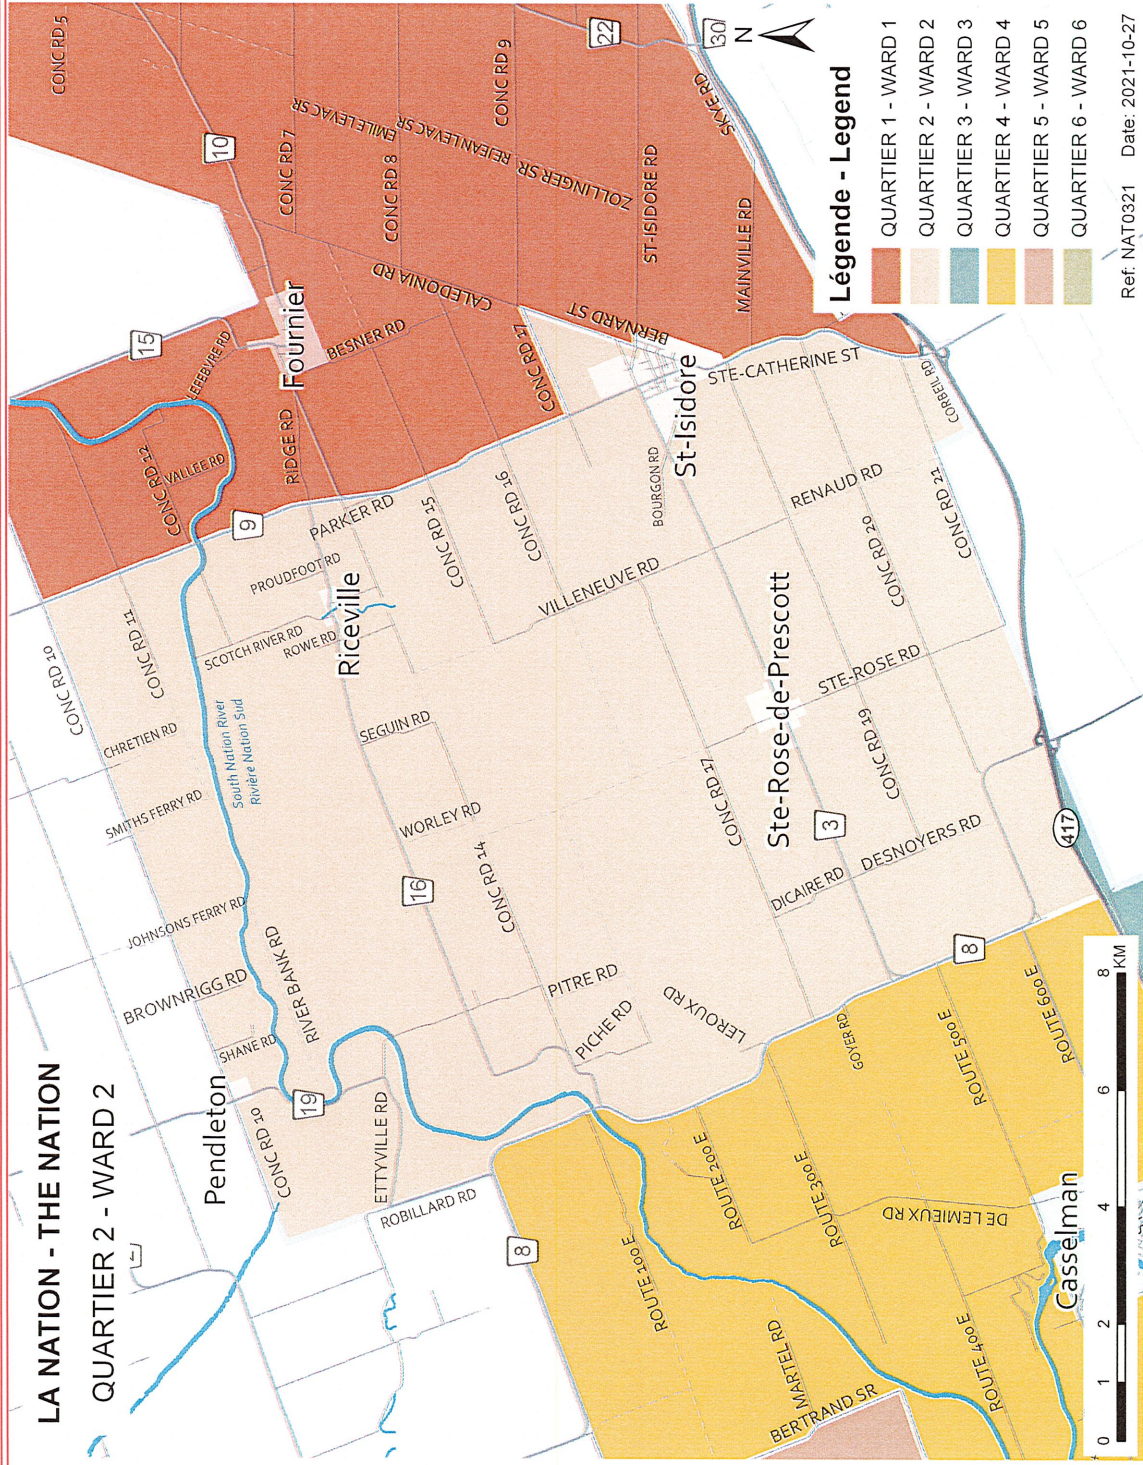 LA NATION - THE NATION
QUARTIER 2 - WARD 2
Pendleton
CONC RD 10
SHANE RD
BROWNRIGG RD
JOHNSONS FERRY RD
SMITHS FERRY RD
CHRETIEN RD
CONC RD 10
CONC RD 11
CONC RD 12
VALLEE RD
LEFEBVRE RD
15
9
19
RIVER BANK RD
South Nation River
Rivière Nation Sud
SCOTCH RIVER RD
ROWE RD
PROUDFOOT RD
Riceville
PARKER RD
RIDGE RD
Fournier
BESNER RD
10
CONC RD 5
CONC RD 7
EMILE LEVAC SR
CONC RD 8
REJEAN LEVAC SR
CONC RD 9
ZOLLINGER SR
22
30
N
CALEDONIA RD
CONC RD 17
BERNARD ST
ST-ISIDORE RD
MAINVILLE RD
SKYE RD
ETTYVILLE RD
ROBILLARD RD
8
SEGUIN RD
WORLEY RD
16
CONC RD 14
CONC RD 15
CONC RD 16
PITRE RD
PICHE RD
LEROUX RD
VILLENEUVE RD
BOURGON RD
St-Isidore
STE-CATHERINE ST
RENAUD RD
CORBEIL RD
CONC RD 17
Ste-Rose-de-Prescott
STE-ROSE RD
3
DICAIRE RD
DESNOYERS RD
CONC RD 19
CONC RD 20
CONC RD 21
417
8
GOYER RD
ROUTE 100 E
ROUTE 200 E
ROUTE 300 E
ROUTE 400 E
ROUTE 500 E
ROUTE 600 E
DE LEMIEUX RD
MARTEL RD
BERTRAND SR
Casselman
0 1 2 4 6 8
KM
Légende - Legend
QUARTIER 1 - WARD 1
QUARTIER 2 - WARD 2
QUARTIER 3 - WARD 3
QUARTIER 4 - WARD 4
QUARTIER 5 - WARD 5
QUARTIER 6 - WARD 6
Ref. NAT0321 Date: 2021-10-27